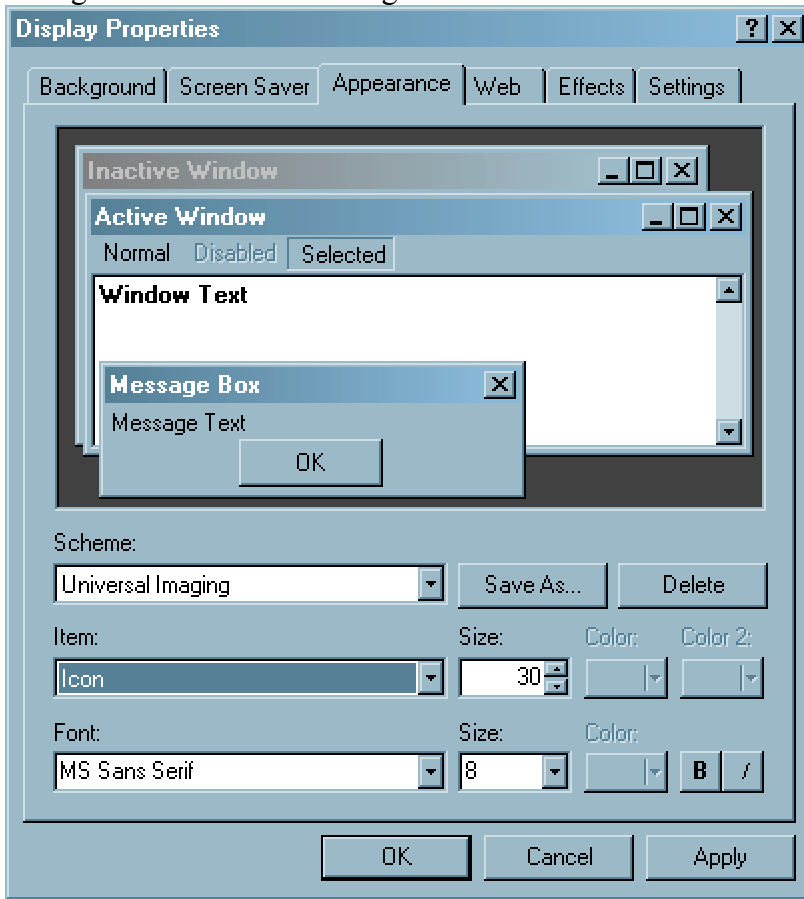 Display Properties
Background Screen Saver Appearance Web Effects Settings
Inactive Window
Active Window
Normal Disabled Selected
Window Text
Message Box
Message Text
OK
Scheme:
Universal Imaging Save As... Delete
Item: Size: Color: Color 2:
Icon 30
Font: Size: Color:
MS Sans Serif 8 B /
OK Cancel Apply